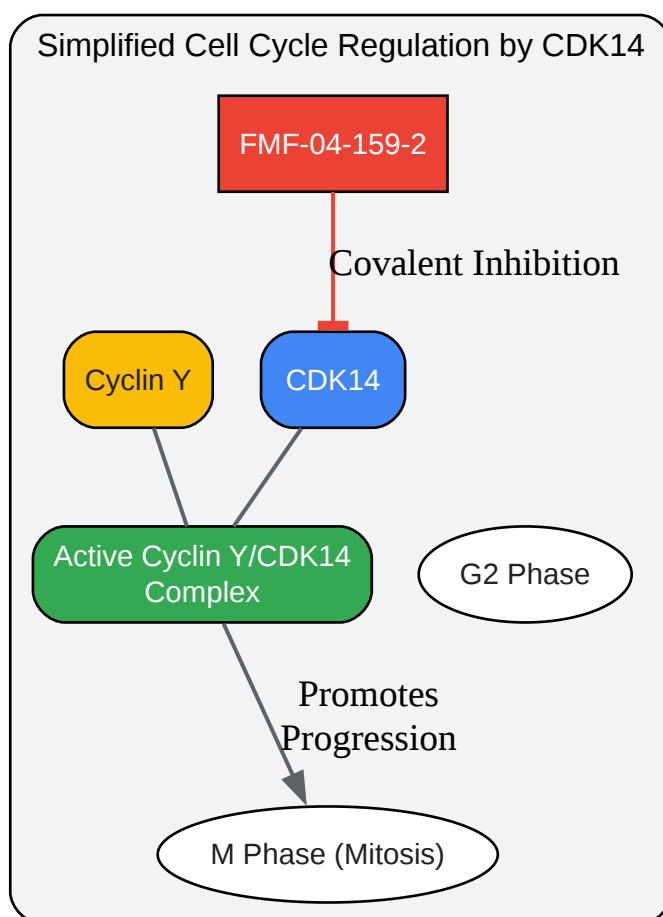 Simplified Cell Cycle Regulation by CDK14
FMF-04-159-2
Covalent Inhibition
Cyclin Y
CDK14
Active Cyclin Y/CDK14
Complex
G2 Phase
Promotes
Progression
M Phase (Mitosis)